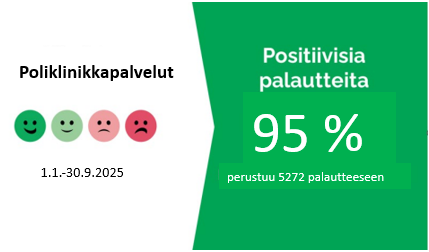 Poliklinikkapalvelut
1.1.-30.9.2025
Positiivisia
palautteita
95 %
perustuu 5272 palautteeseen